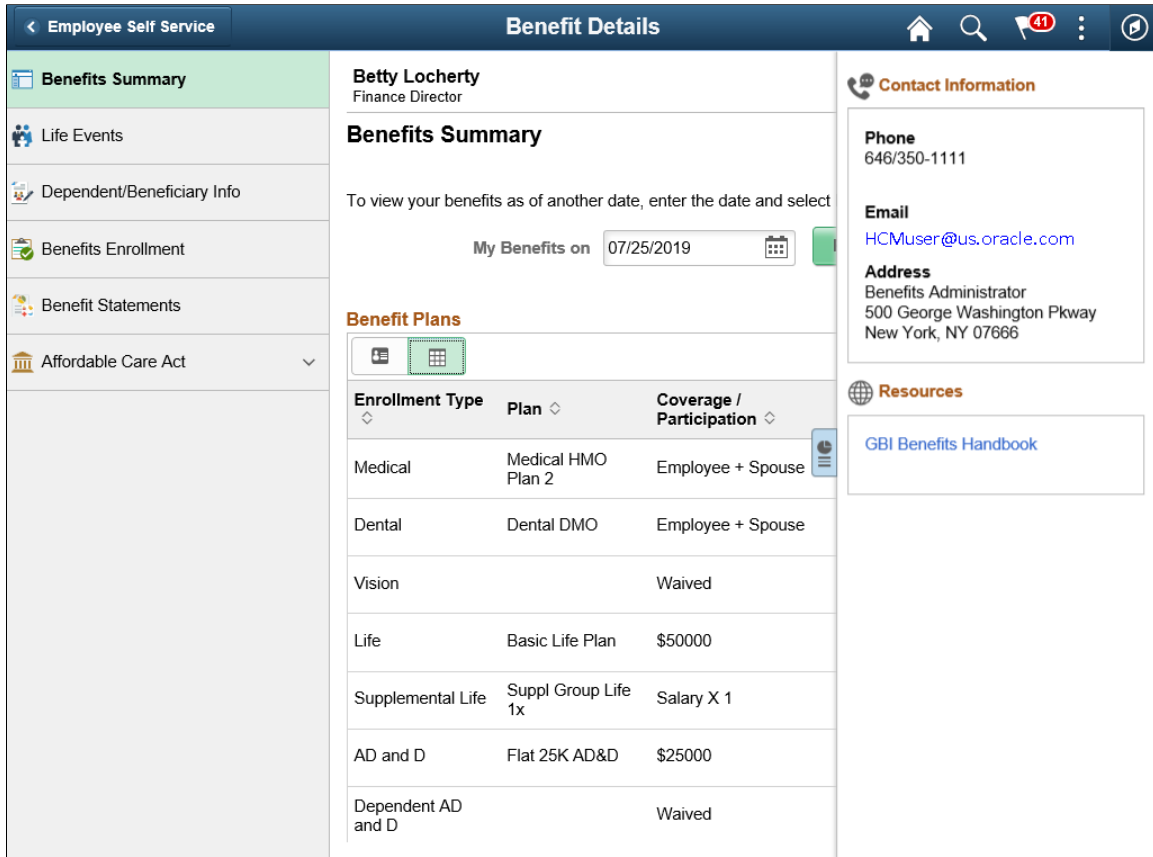 Employee Self Service
Benefit Details
41
Benefits Summary
Life Events
Dependent/Beneficiary Info
Benefits Enrollment
Benefit Statements
Affordable Care Act
Betty Locherty
Finance Director
Benefits Summary
To view your benefits as of another date, enter the date and select
My Benefits on 07/25/2019
Benefit Plans
Enrollment Type Plan Coverage /
Participation
Medical Medical HMO Employee + Spouse
Plan 2
Dental Dental DMO Employee + Spouse
Vision Waived
Life Basic Life Plan $50000
Supplemental Life Suppl Group Life Salary X 1
1x
AD and D Flat 25K AD&D $25000
Dependent AD Waived
and D
Contact Information
Phone
646/350-1111
Email
HCMuser@us.oracle.com
Address
Benefits Administrator
500 George Washington Pkway
New York, NY 07666
Resources
GBI Benefits Handbook